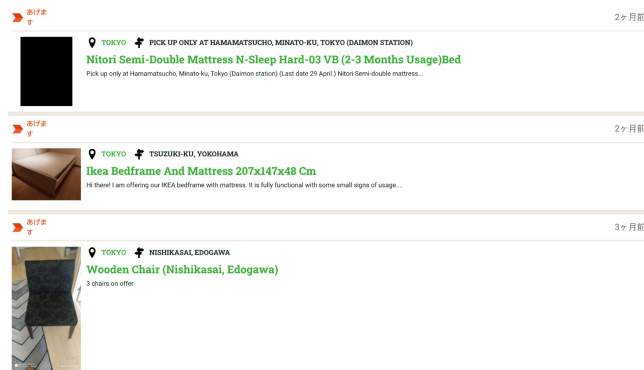 あげま
す
2ヶ月前
TOKYO PICK UP ONLY AT HAMAMATSUCHO, MINATO-KU, TOKYO (DAIMON STATION)
Nitori Semi-Double Mattress N-Sleep Hard-03 VB (2-3 Months Usage)Bed
Pick up only at Hamamatsucho, Minato-ku, Tokyo (Daimon station) (Last date 29 April.) Nitori Semi-double mattress...
あげま
す
2ヶ月前
TOKYO TSUZUKI-KU, YOKOHAMA
Ikea Bedframe And Mattress 207x147x48 Cm
Hi there! I am offering our IKEA bedframe with mattress. It is fully functional with some small signs of usage....
あげま
す
3ヶ月前
TOKYO NISHIKASAI, EDOGAWA
Wooden Chair (Nishikasai, Edogawa)
3 chairs on offer